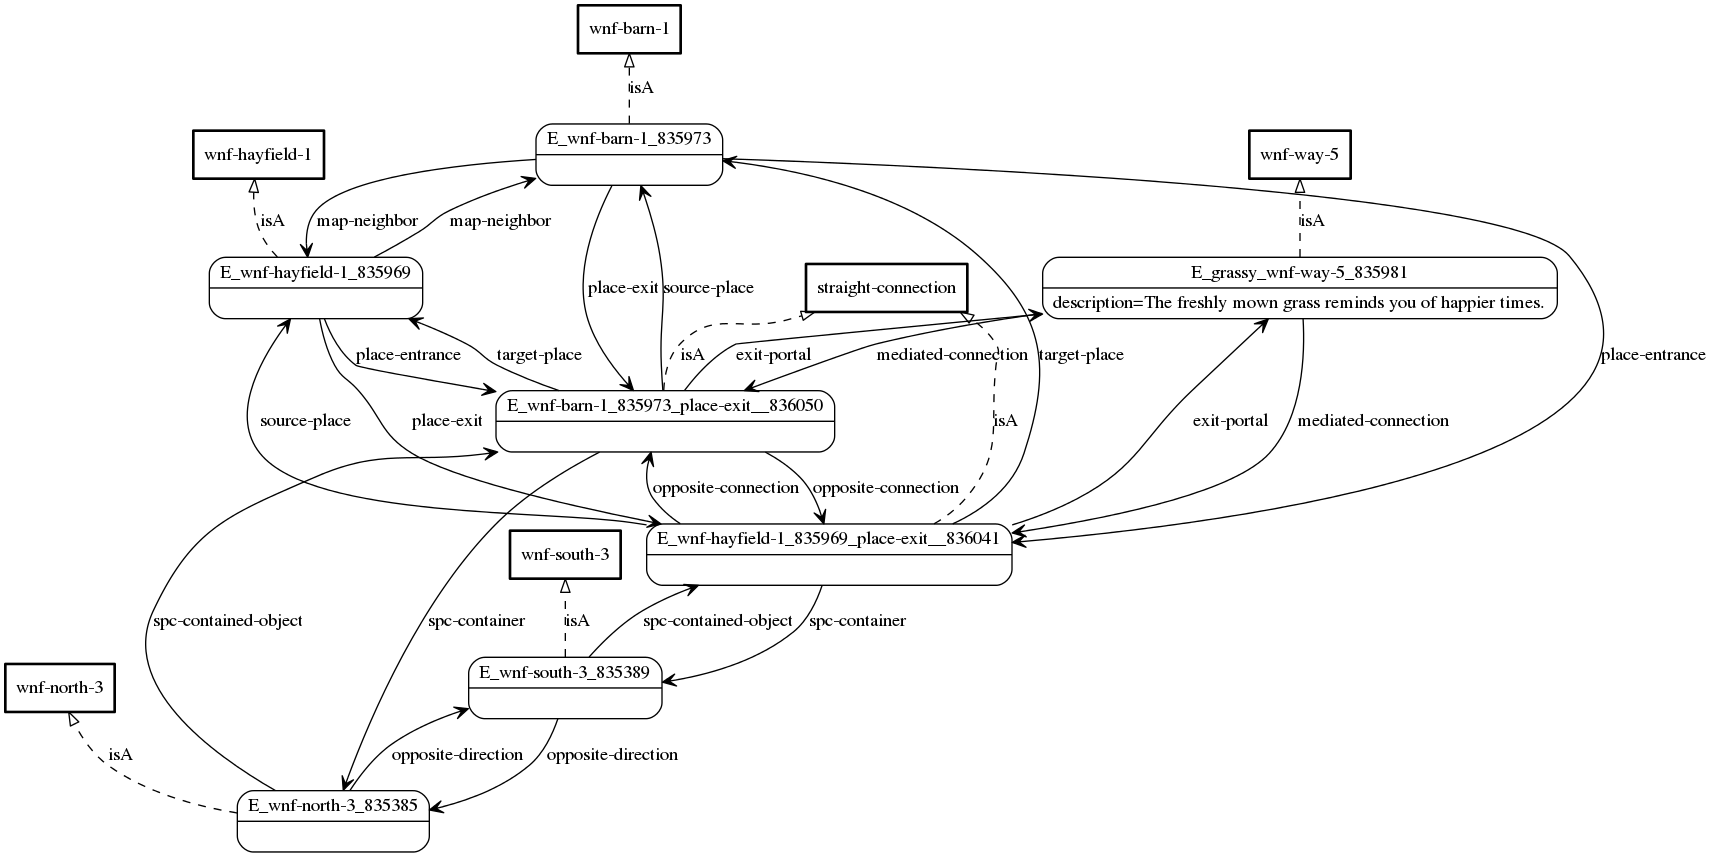 wnf-barn-1
isA
E_wnf-barn-1_835973
wnf-hayfield-1
wnf-way-5
isA
map-neighbor
map-neighbor
isA
E_wnf-hayfield-1_835969
E_grassy_wnf-way-5_835981
description=The freshly mown grass reminds you of happier times.
place-exit
source-place
straight-connection
place-entrance
target-place
isA
exit-portal
mediated-connection
target-place
place-entrance
E_wnf-barn-1_835973_place-exit__836050
source-place
place-exit
isA
exit-portal
mediated-connection
opposite-connection
opposite-connection
E_wnf-hayfield-1_835969_place-exit__836041
wnf-south-3
spc-contained-object
spc-container
isA
spc-contained-object
spc-container
E_wnf-south-3_835389
wnf-north-3
isA
opposite-direction
opposite-direction
E_wnf-north-3_835385